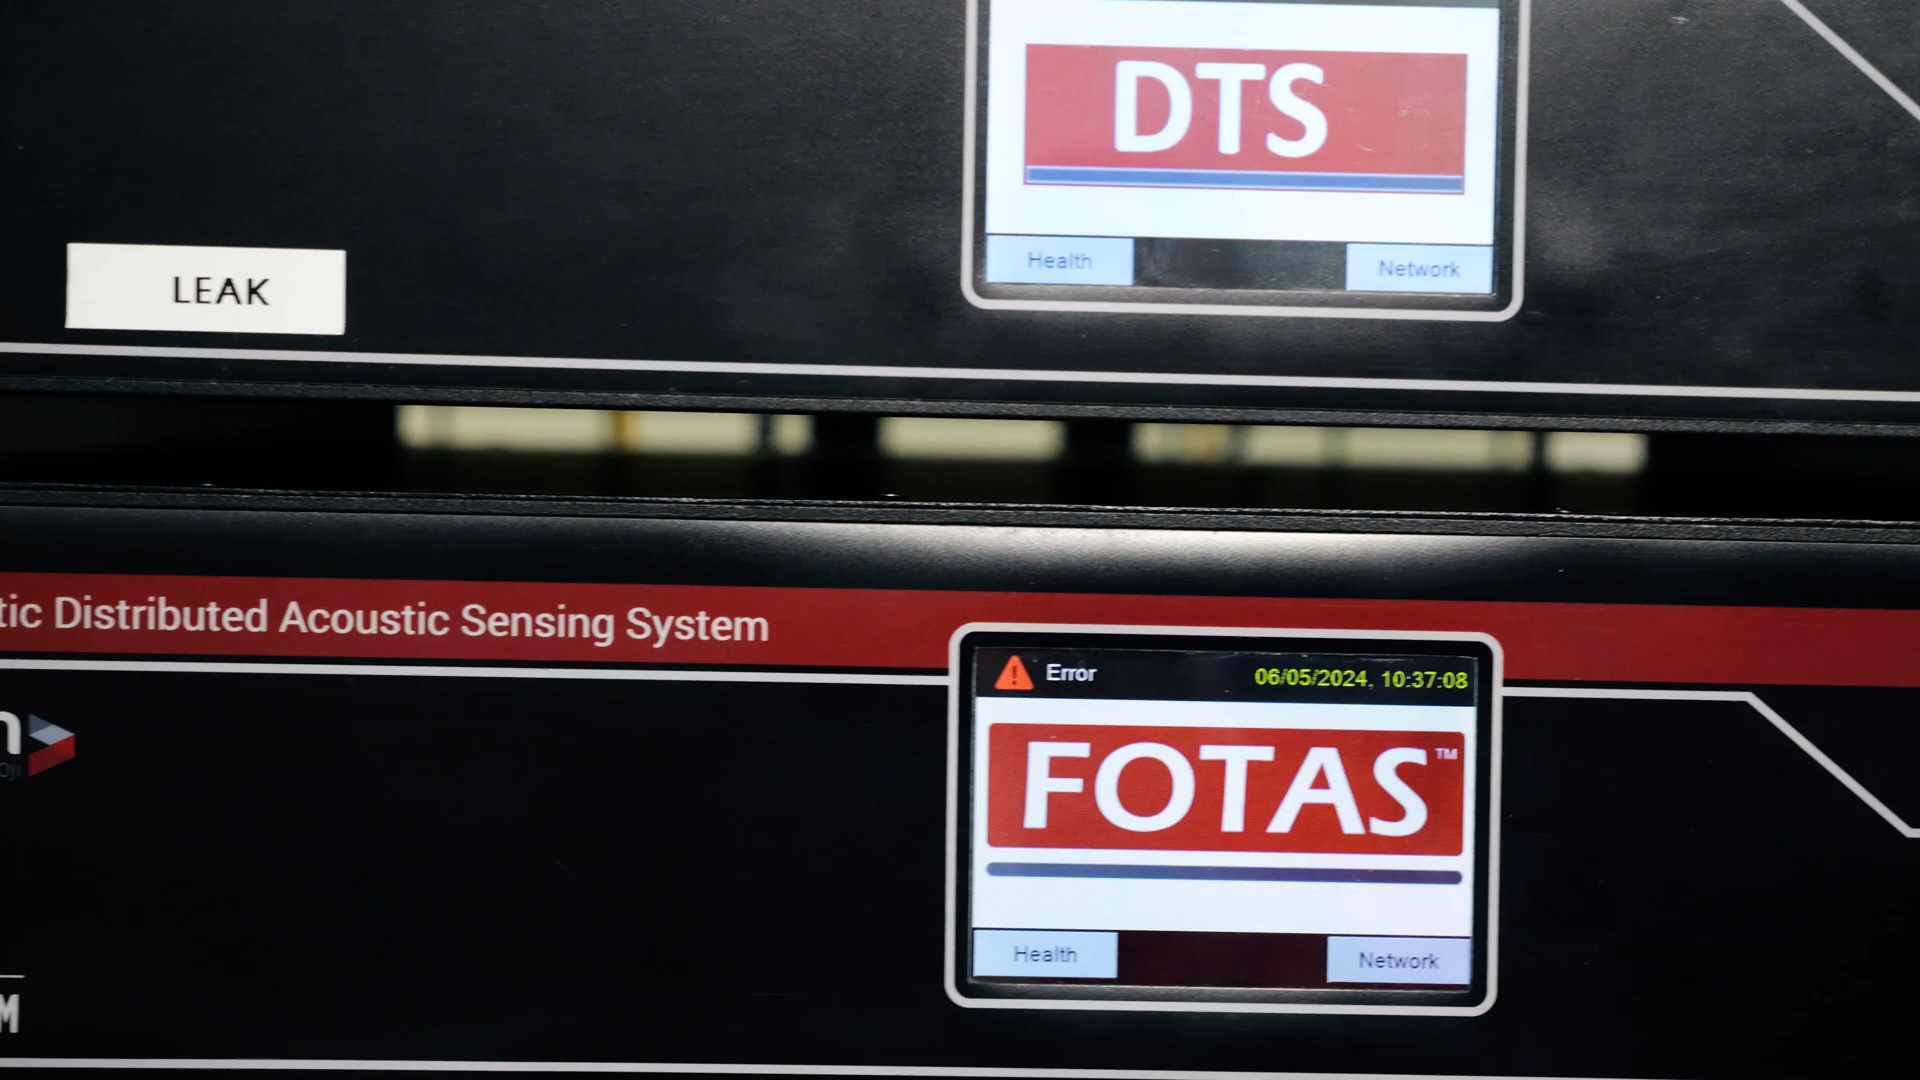 DTS
Health
Network
LEAK
tic Distributed Acoustic Sensing System
Error
06/05/2024, 10:37:08
FOTAS™
Health
Network
n
M